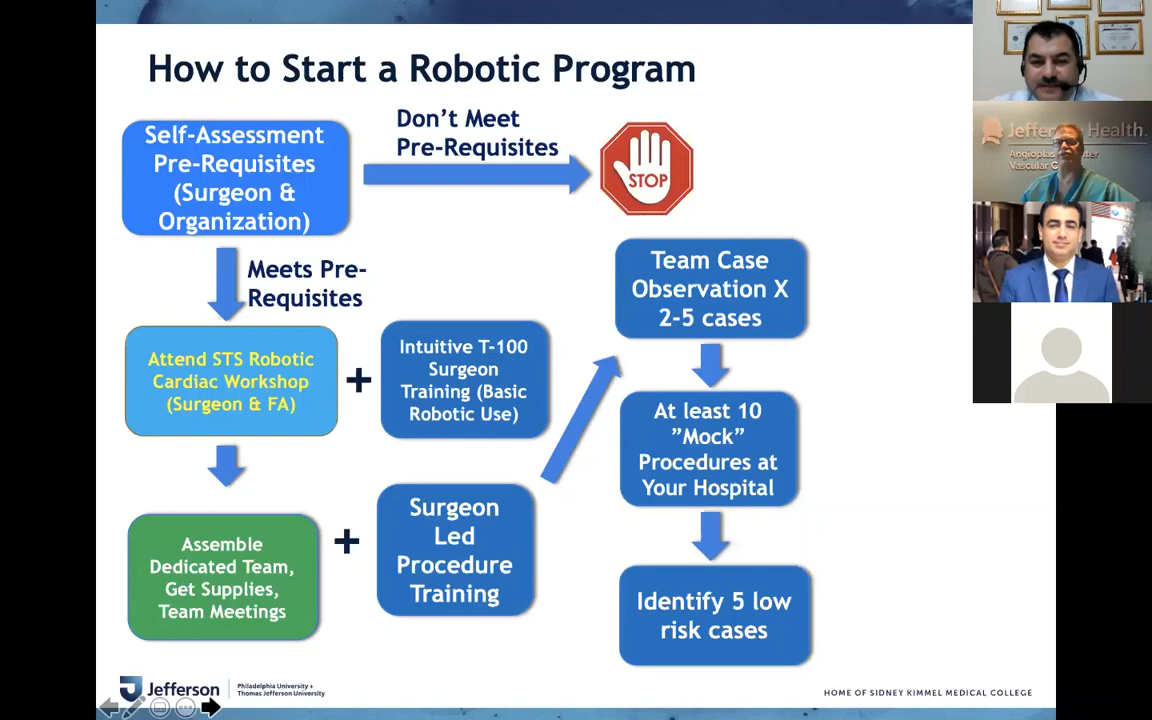 How to Start a Robotic Program
Self-Assessment
Pre-Requisites
(Surgeon &
Organization)
Don't Meet
Pre-Requisites
STOP
Meets Pre-
Requisites
Attend STS Robotic
Cardiac Workshop
(Surgeon & FA)
+
Intuitive T-100
Surgeon
Training (Basic
Robotic Use)
Assemble
Dedicated Team,
Get Supplies,
Team Meetings
+
Surgeon
Led
Procedure
Training
Team Case
Observation X
2-5 cases
At least 10
”Mock”
Procedures at
Your Hospital
Identify 5 low
risk cases
Jefferson
Philadelphia University +
Thomas Jefferson University
HOME OF SIDNEY KIMMEL MEDICAL COLLEGE
Health
Vascular